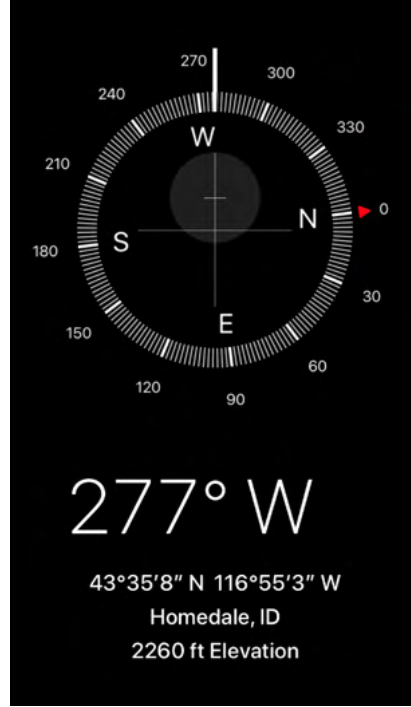 270
300
240
330
W
210
0
N
S
180
30
E
150
60
120
90
277° W
43°35'8" N 116°55'3" W
Homedale, ID
2260 ft Elevation